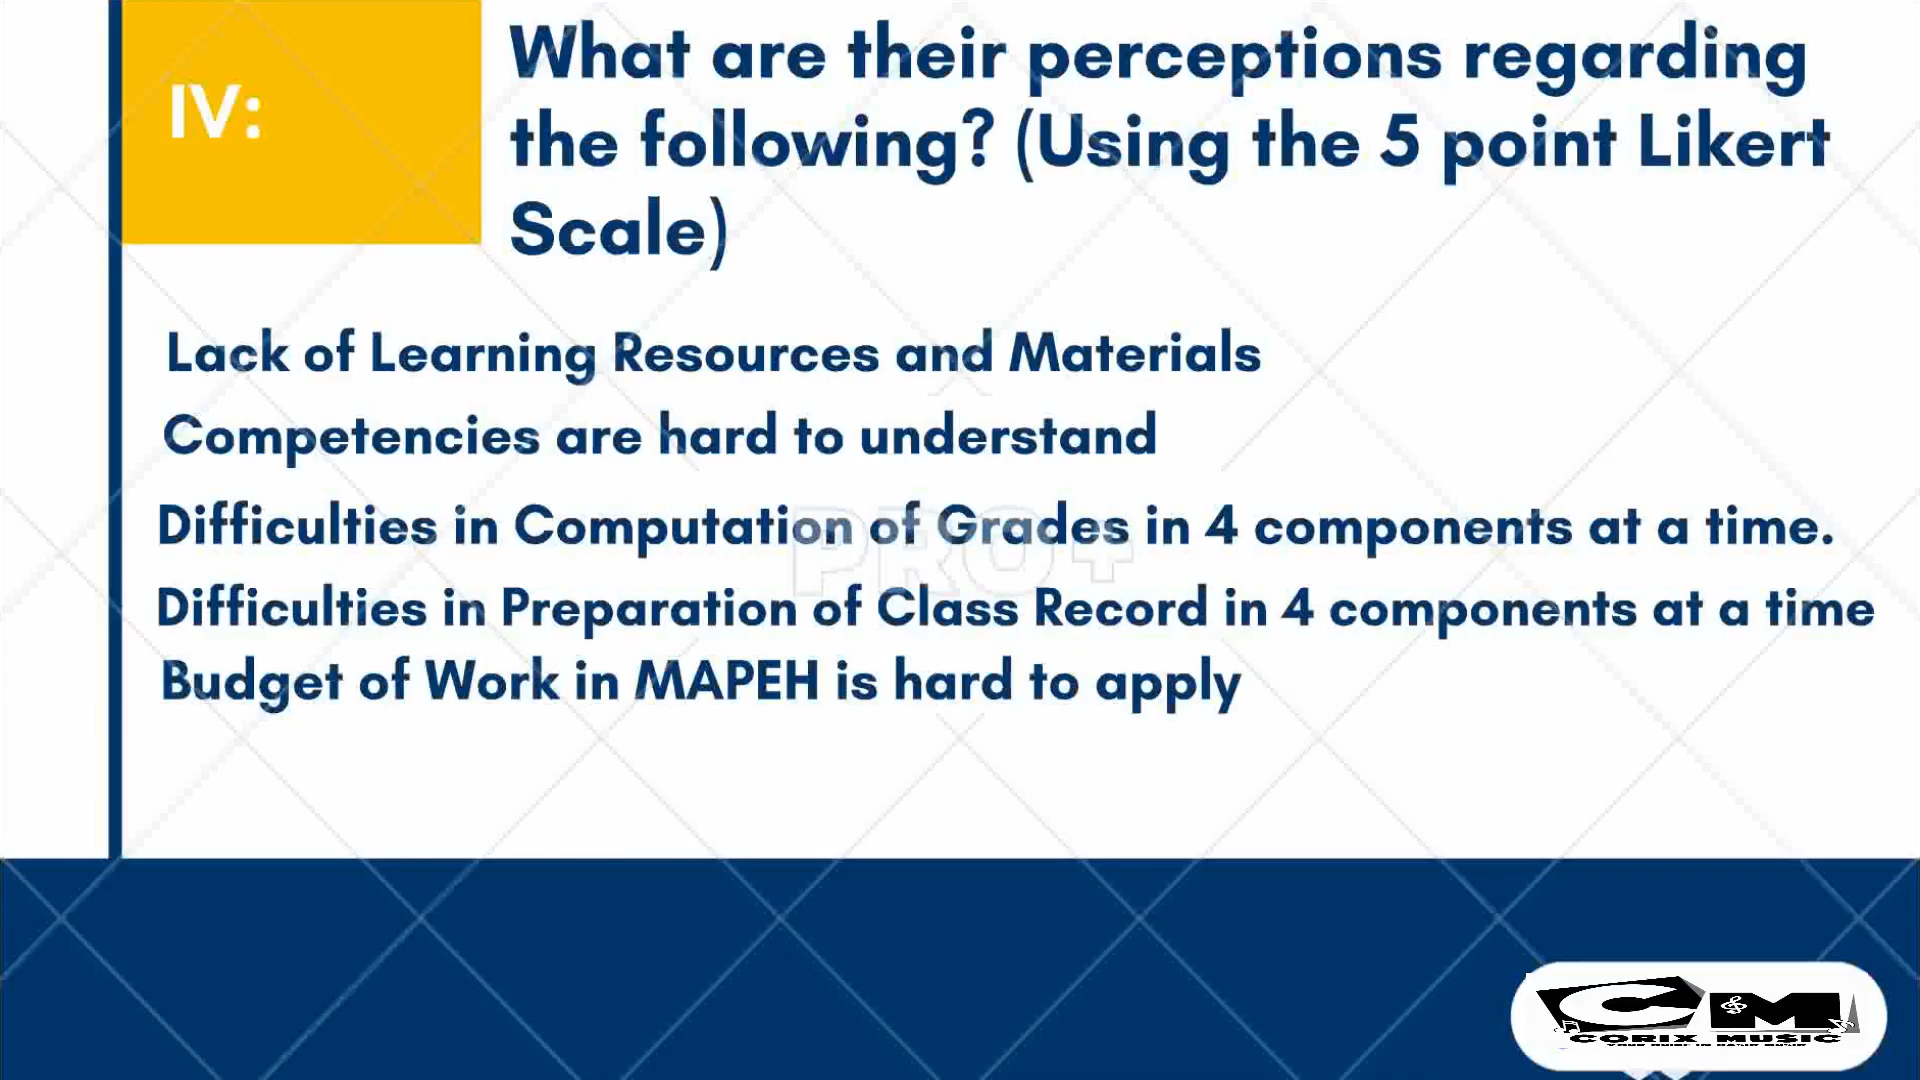 IV:
What are their perceptions regarding
the following? (Using the 5 point Likert
Scale)
Lack of Learning Resources and Materials
Competencies are hard to understand
Difficulties in Computation of Grades in 4 components at a time.
Difficulties in Preparation of Class Record in 4 components at a time
Budget of Work in MAPEH is hard to apply
PRO+
CM
CORIX MUSIC